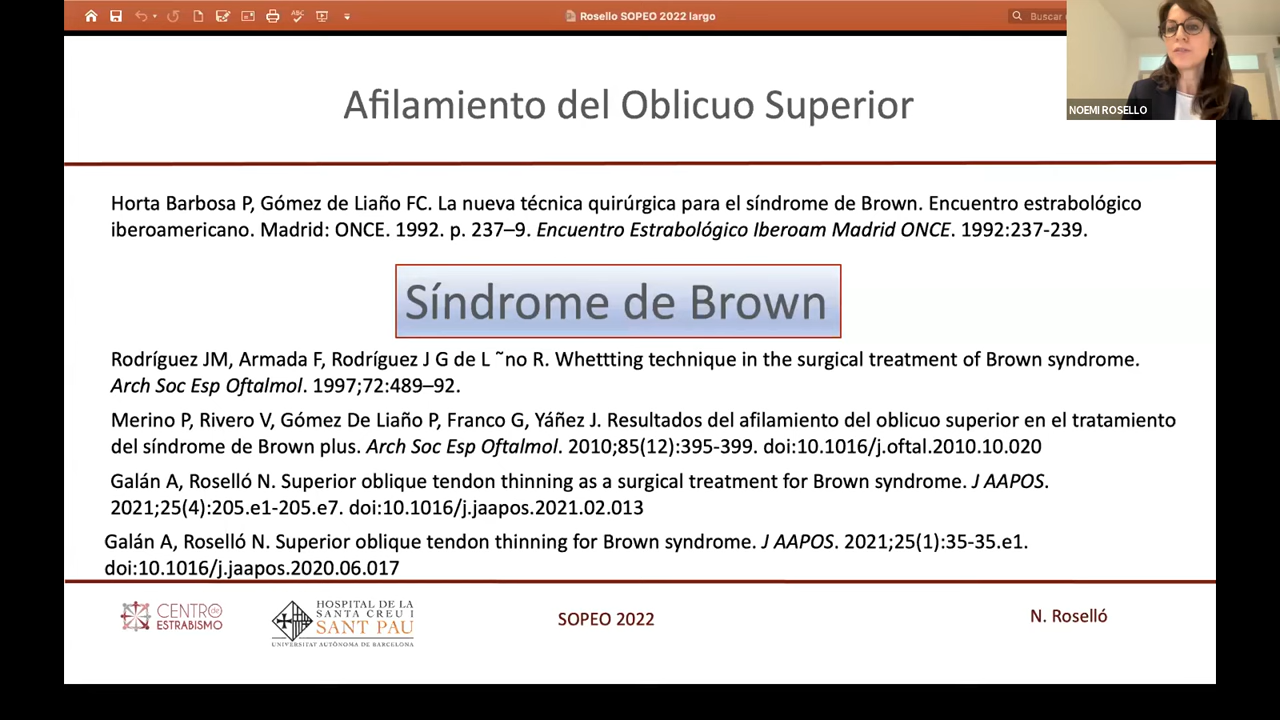 Rosello SOPEO 2022 largo
Buscar
NOEMI ROSELLO
Afilamiento del Oblicuo Superior
Horta Barbosa P, Gómez de Liaño FC. La nueva técnica quirúrgica para el síndrome de Brown. Encuentro estrabológico
iberoamericano. Madrid: ONCE. 1992. p. 237–9. Encuentro Estrabológico Iberoam Madrid ONCE. 1992:237-239.
Síndrome de Brown
Rodríguez JM, Armada F, Rodríguez J G de L ˜no R. Whettting technique in the surgical treatment of Brown syndrome.
Arch Soc Esp Oftalmol. 1997;72:489–92.
Merino P, Rivero V, Gómez De Liaño P, Franco G, Yáñez J. Resultados del afilamiento del oblicuo superior en el tratamiento
del síndrome de Brown plus. Arch Soc Esp Oftalmol. 2010;85(12):395-399. doi:10.1016/j.oftal.2010.10.020
Galán A, Roselló N. Superior oblique tendon thinning as a surgical treatment for Brown syndrome. J AAPOS.
2021;25(4):205.e1-205.e7. doi:10.1016/j.jaapos.2021.02.013
Galán A, Roselló N. Superior oblique tendon thinning for Brown syndrome. J AAPOS. 2021;25(1):35-35.e1.
doi:10.1016/j.jaapos.2020.06.017
CENTRO de
ESTRABISMO
HOSPITAL DE LA
SANTA CREU I
SANT PAU
UNIVERSITAT AUTÒNOMA DE BARCELONA
SOPEO 2022
N. Roselló